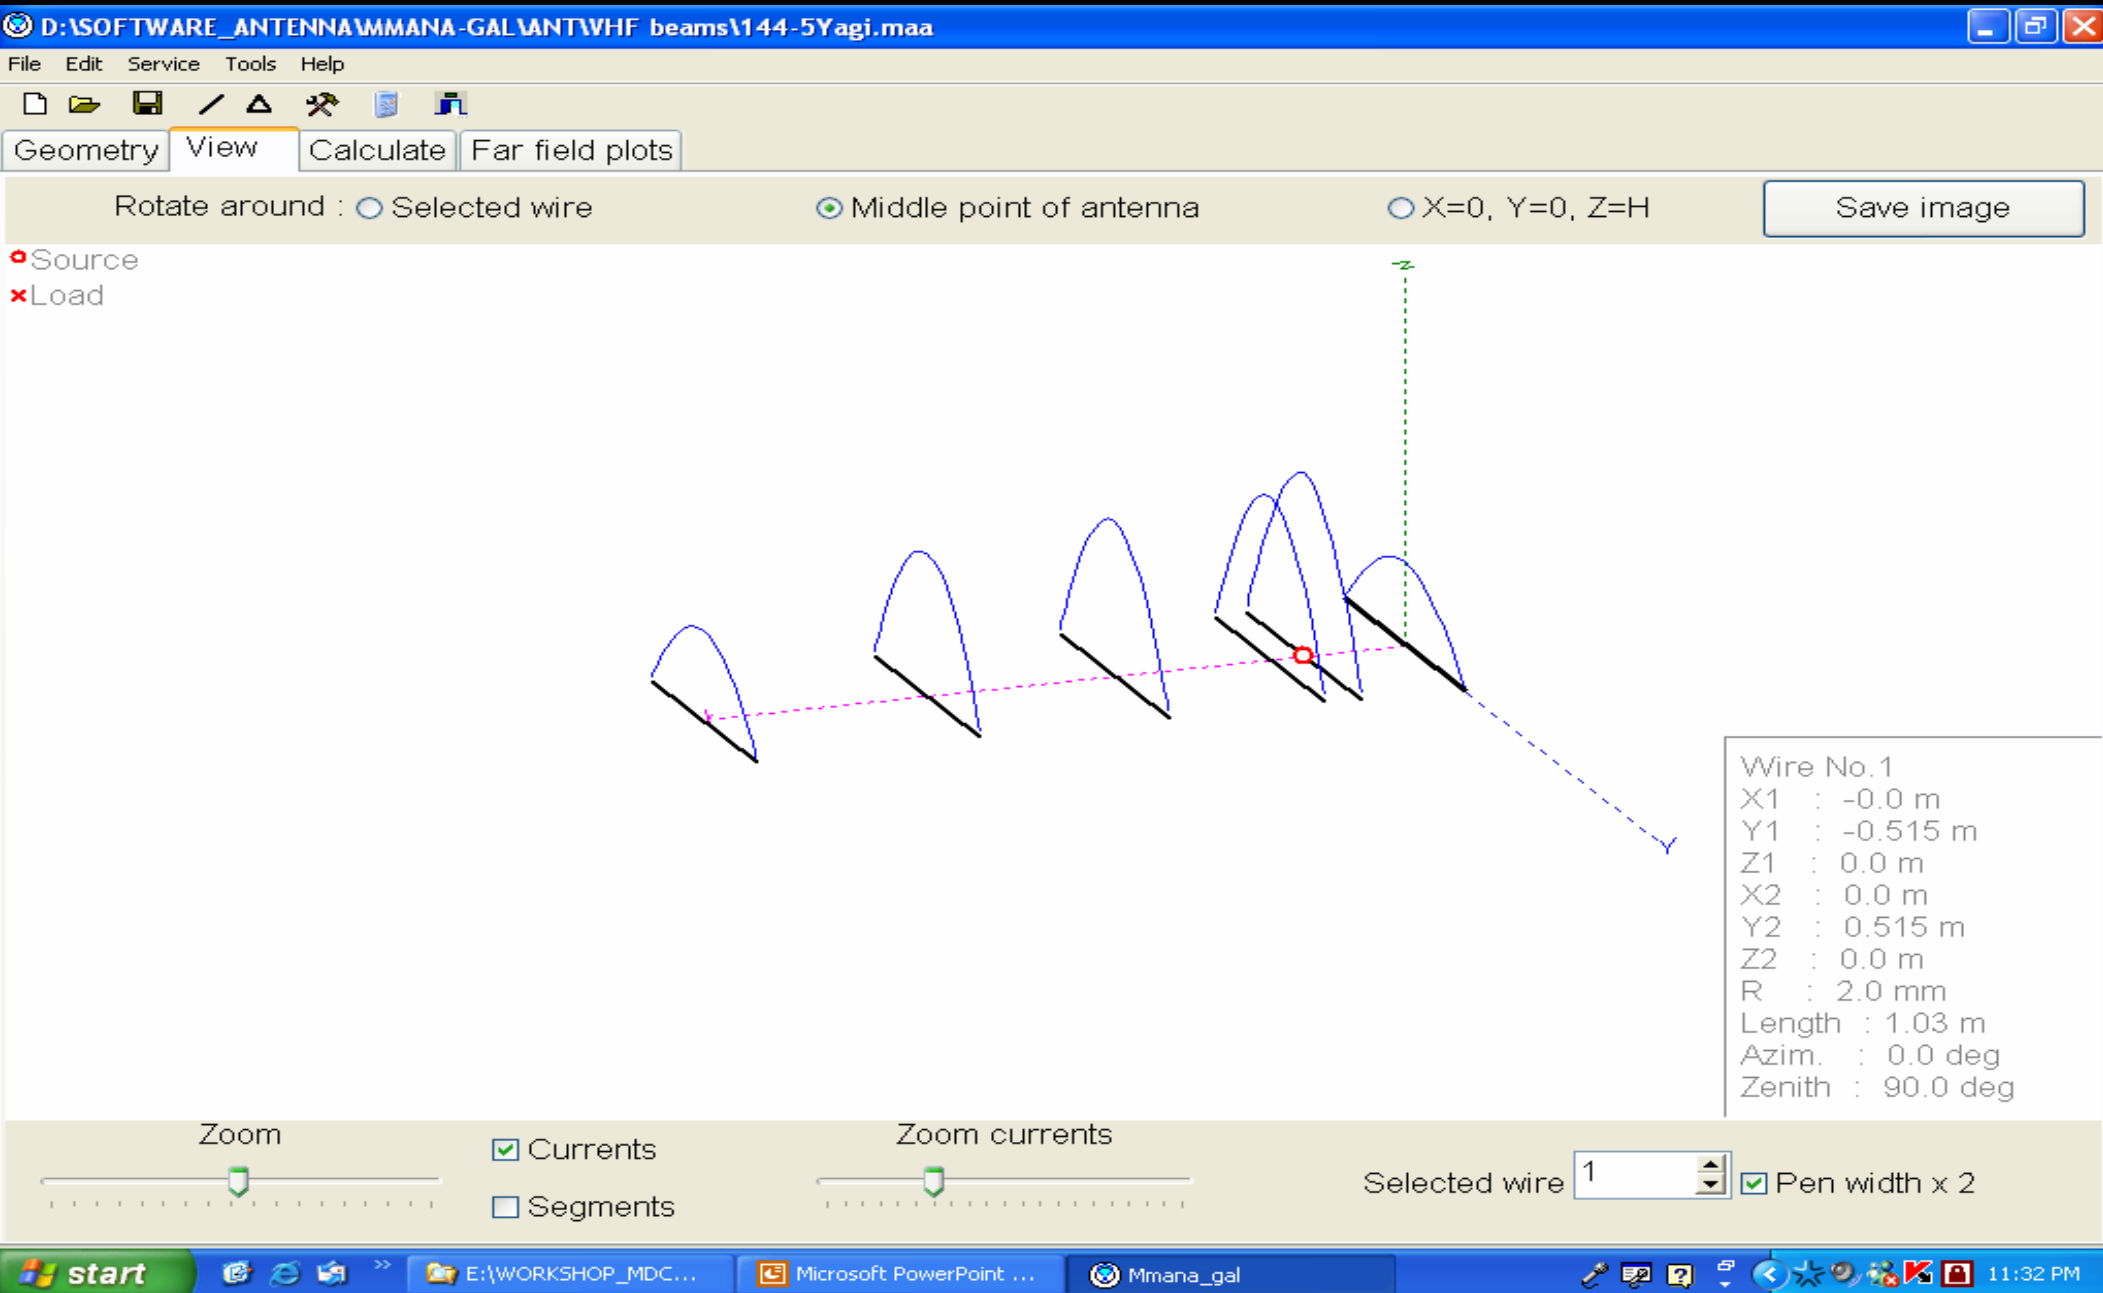 D:\SOFTWARE_ANTENNA\MMANA-GAL\ANT\VHF beams\144-5Yagi.maa
File Edit Service Tools Help
Geometry View Calculate Far field plots
Rotate around : Selected wire Middle point of antenna X=0, Y=0, Z=H Save image
Source
Load
Z
Y
Wire No.1
X1 : -0.0 m
Y1 : -0.515 m
Z1 : 0.0 m
X2 : 0.0 m
Y2 : 0.515 m
Z2 : 0.0 m
R : 2.0 mm
Length : 1.03 m
Azim. : 0.0 deg
Zenith : 90.0 deg
Zoom Currents Zoom currents
Segments Selected wire 1 Pen width x 2
start E:\WORKSHOP_MDC... Microsoft PowerPoint ... Mmana_gal 11:32 PM